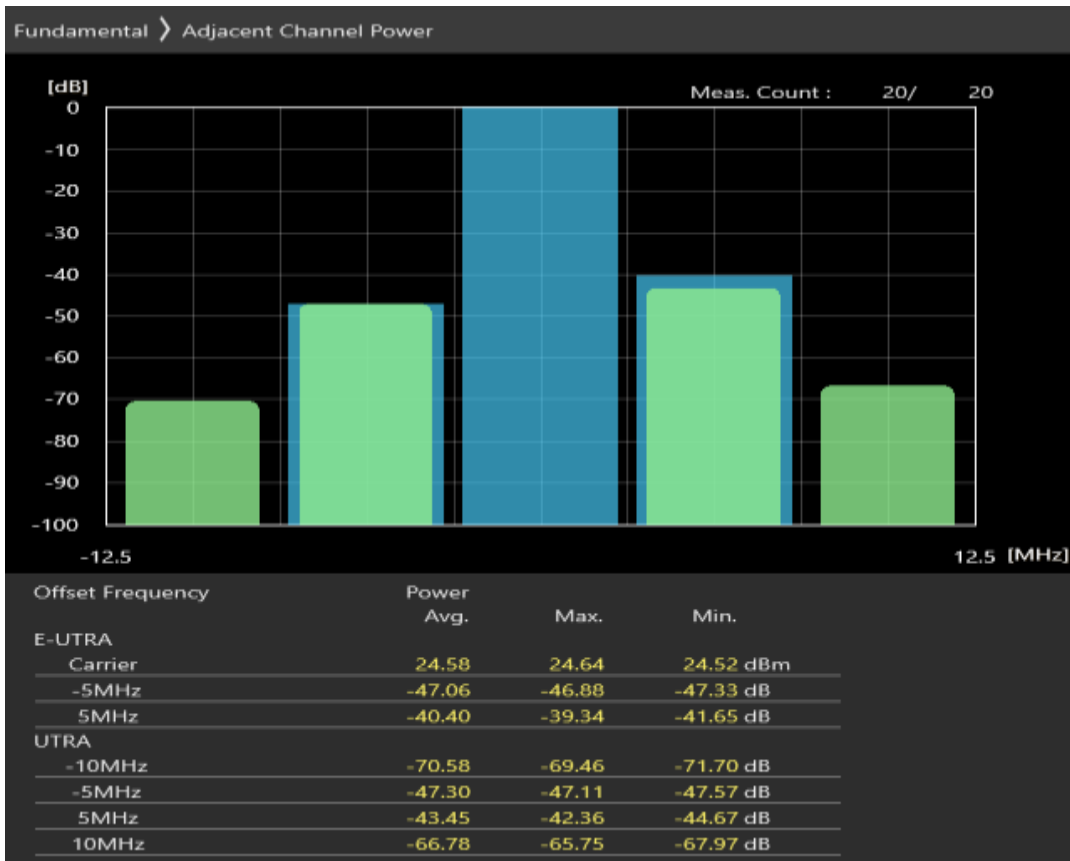 Fundamental 〉 Adjacent Channel Power
[dB]
Meas. Count : 20/ 20
0
-10
-20
-30
-40
-50
-60
-70
-80
-90
-100
-12.5 12.5 [MHz]
Offset Frequency Power
Avg. Max. Min.
E-UTRA
Carrier 24.58 24.64 24.52 dBm
-5MHz -47.06 -46.88 -47.33 dB
5MHz -40.40 -39.34 -41.65 dB
UTRA
-10MHz -70.58 -69.46 -71.70 dB
-5MHz -47.30 -47.11 -47.57 dB
5MHz -43.45 -42.36 -44.67 dB
10MHz -66.78 -65.75 -67.97 dB